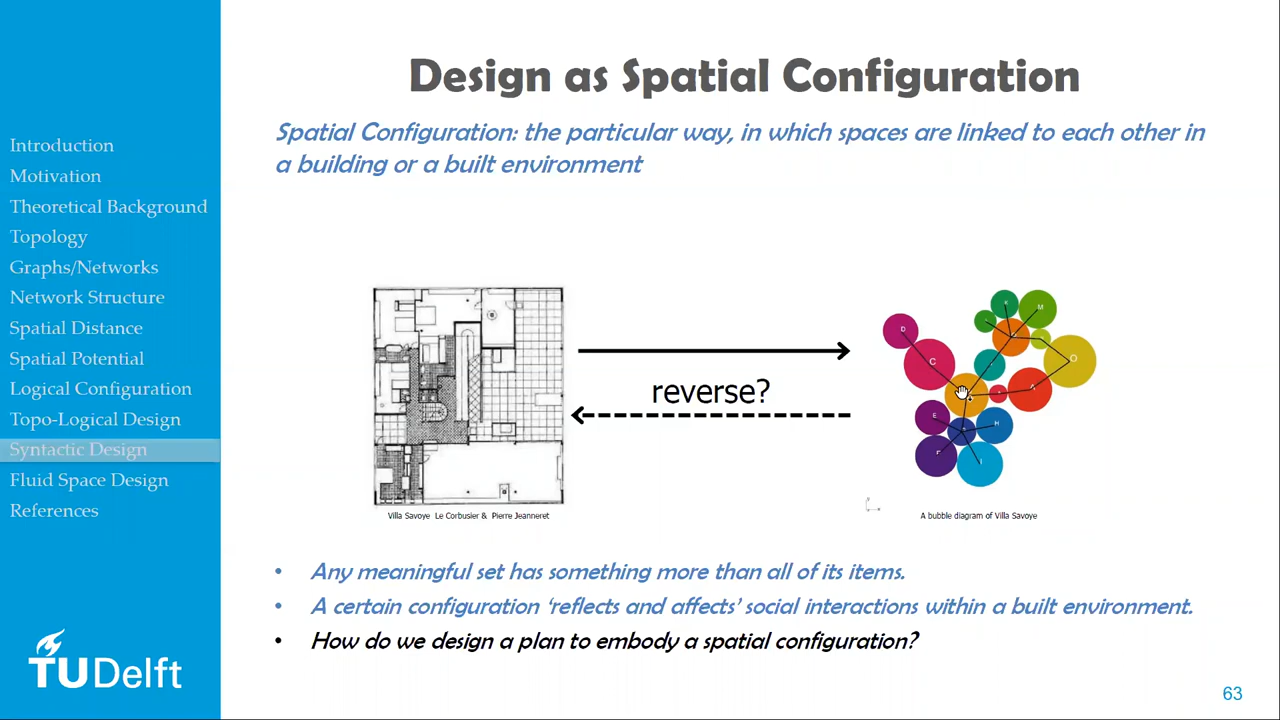 Design as Spatial Configuration
Spatial Configuration: the particular way, in which spaces are linked to each other in
a building or a built environment
Introduction
Motivation
Theoretical Background
Topology
Graphs/Networks
Network Structure
Spatial Distance
Spatial Potential
Logical Configuration
Topo-Logical Design
Syntactic Design
Fluid Space Design
References
reverse?
D
C
M
O
E
H
Villa Savoye Le Corbusier & Pierre Jeanneret
A bubble diagram of Villa Savoye
• Any meaningful set has something more than all of its items.
• A certain configuration ‘reflects and affects’ social interactions within a built environment.
• How do we design a plan to embody a spatial configuration?
TUDelft
63